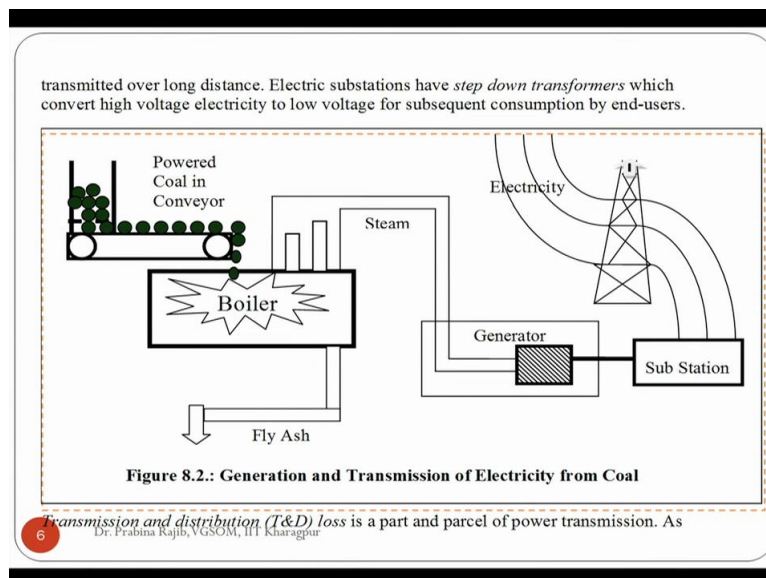 transmitted over long distance. Electric substations have step down transformers which
convert high voltage electricity to low voltage for subsequent consumption by end-users.
Powered
Coal in
Conveyor
Electricity
Steam
Boiler
Generator
Sub Station
Fly Ash
Figure 8.2.: Generation and Transmission of Electricity from Coal
Transmission and distribution (T&D) loss is a part and parcel of power transmission. As
6
Dr. Prabina Rajib, VGSOM, IIT Kharagpur